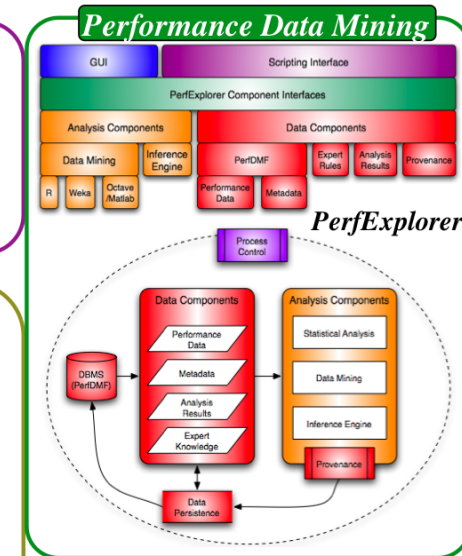 Performance Data Mining
GUI
Scripting Interface
PerfExplorer Component Interfaces
Analysis Components
Data Components
Data Mining
Inference
Engine
PerfDMF
Expert
Rules
Analysis
Results
Provenance
R
Weka
Octave
/Matlab
Performance
Data
Metadata
PerfExplorer
Process
Control
Data Components
Analysis Components
Performance
Data
Statistical Analysis
DBMS
(PerfDMF)
Metadata
Data Mining
Analysis
Results
Inference Engine
Expert
Knowledge
Provenance
Data
Persistence